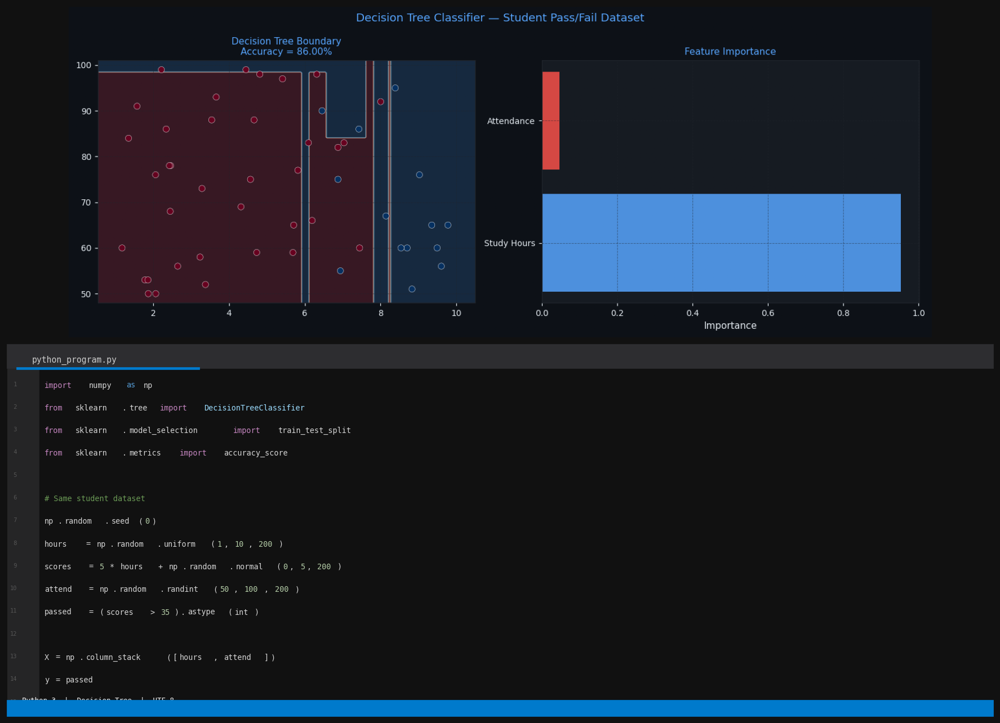 Decision Tree Classifier — Student Pass/Fail Dataset
Decision Tree Boundary
Accuracy = 86.00%
100
90
80
70
60
50
2 4 6 8 10
Feature Importance
Attendance
Study Hours
0.0 0.2 0.4 0.6 0.8 1.0
Importance
python_program.py
1 import numpy as np
2 from sklearn .tree import DecisionTreeClassifier
3 from sklearn .model_selection import train_test_split
4 from sklearn .metrics import accuracy_score
5
6 # Same student dataset
7 np .random .seed (0)
8 hours = np .random .uniform (1, 10 , 200 )
9 scores = 5 * hours + np .random .normal (0, 5, 200 )
10 attend = np .random .randint (50 , 100 , 200 )
11 passed = (scores > 35 ).astype (int )
12
13 X = np .column_stack ([hours , attend ])
14 y = passed
Python 3 | Decision Tree | UTF-8